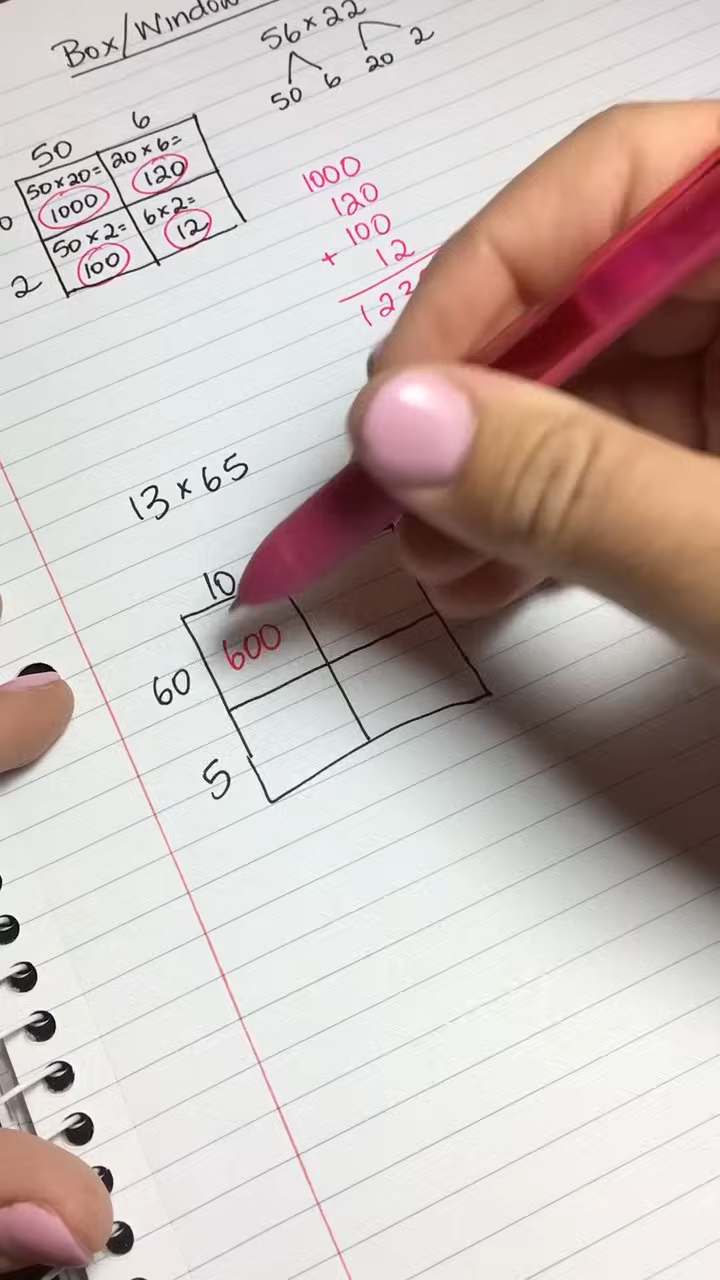 Box/Window
56 × 22
50 6 20 2
50 6
50×20= 20×6=
1000 120
50×2= 6×2=
2 100 12
1000
120
100
+ 12
13 × 65
10
60 600
5